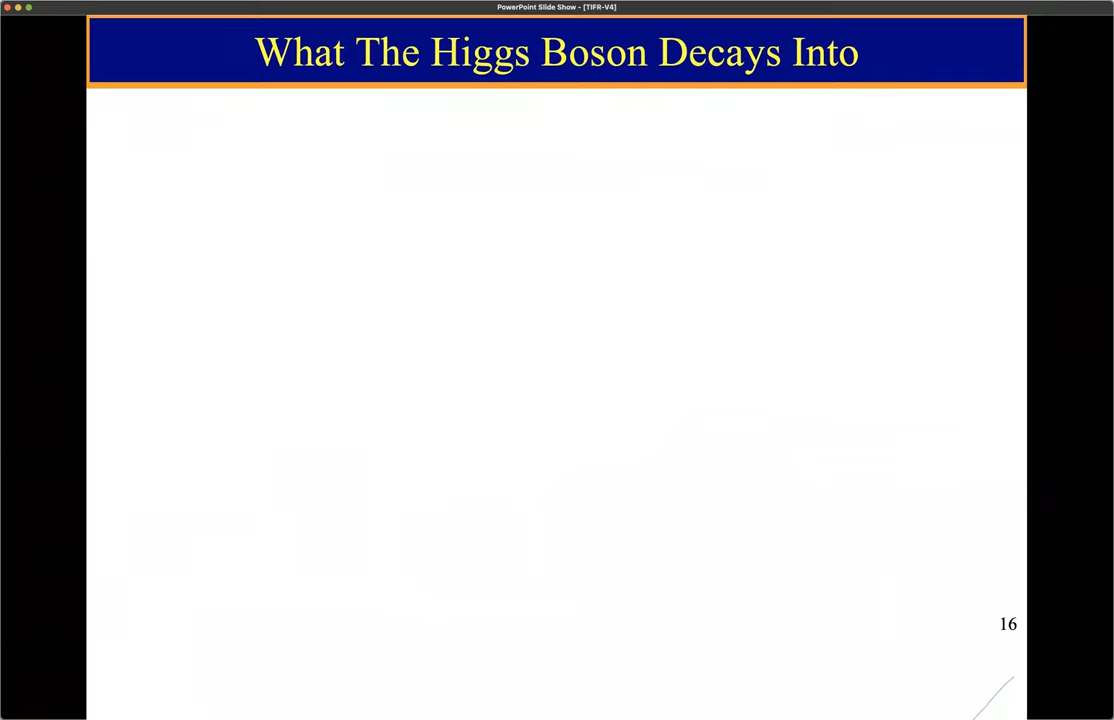 PowerPoint Slide Show - [TIFR-V4]
What The Higgs Boson Decays Into
16